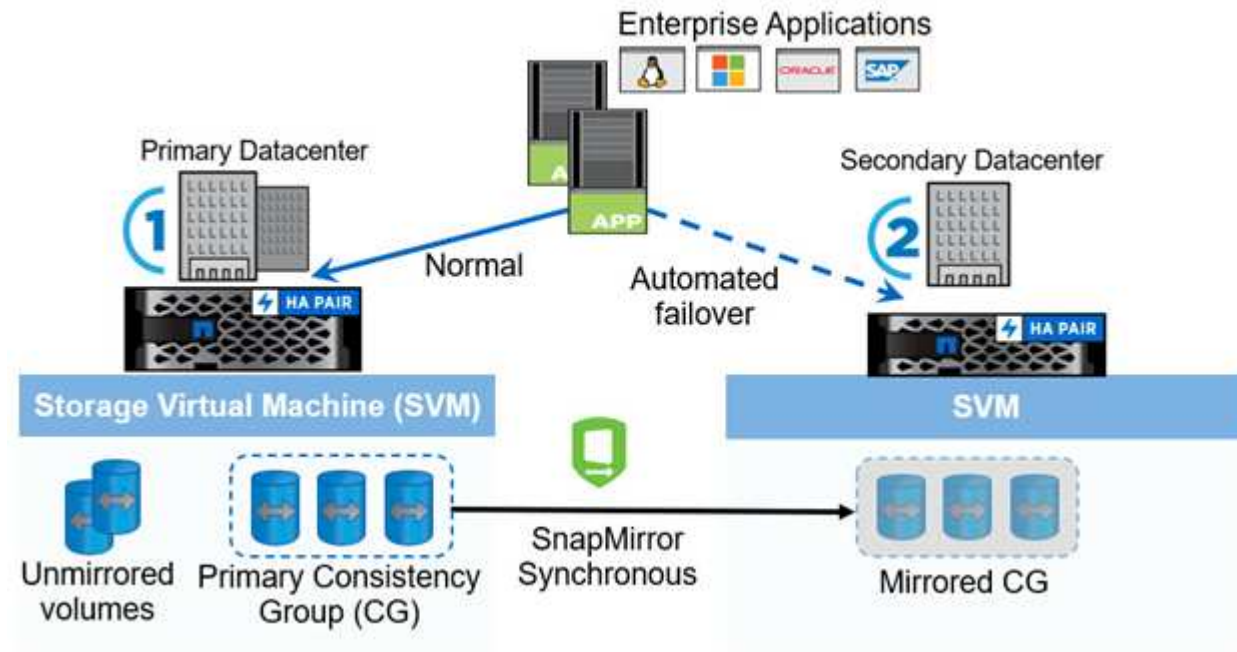 Enterprise Applications
ORACLE
SAP
Primary Datacenter
Secondary Datacenter
1
A
APP
2
Normal
Automated
failover
HA PAIR
HA PAIR
Storage Virtual Machine (SVM)
SVM
SnapMirror
Synchronous
Unmirrored
volumes
Primary Consistency
Group (CG)
Mirrored CG